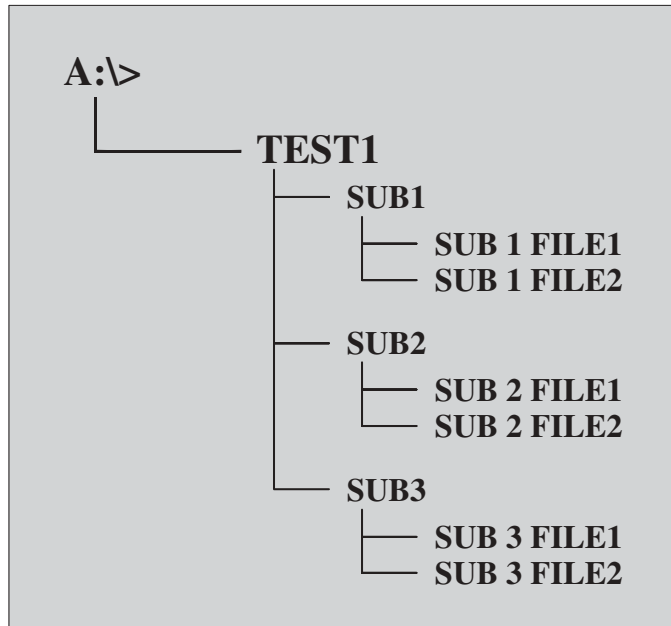 A:\>
TEST1
SUB1
SUB 1 FILE1
SUB 1 FILE2
SUB2
SUB 2 FILE1
SUB 2 FILE2
SUB3
SUB 3 FILE1
SUB 3 FILE2